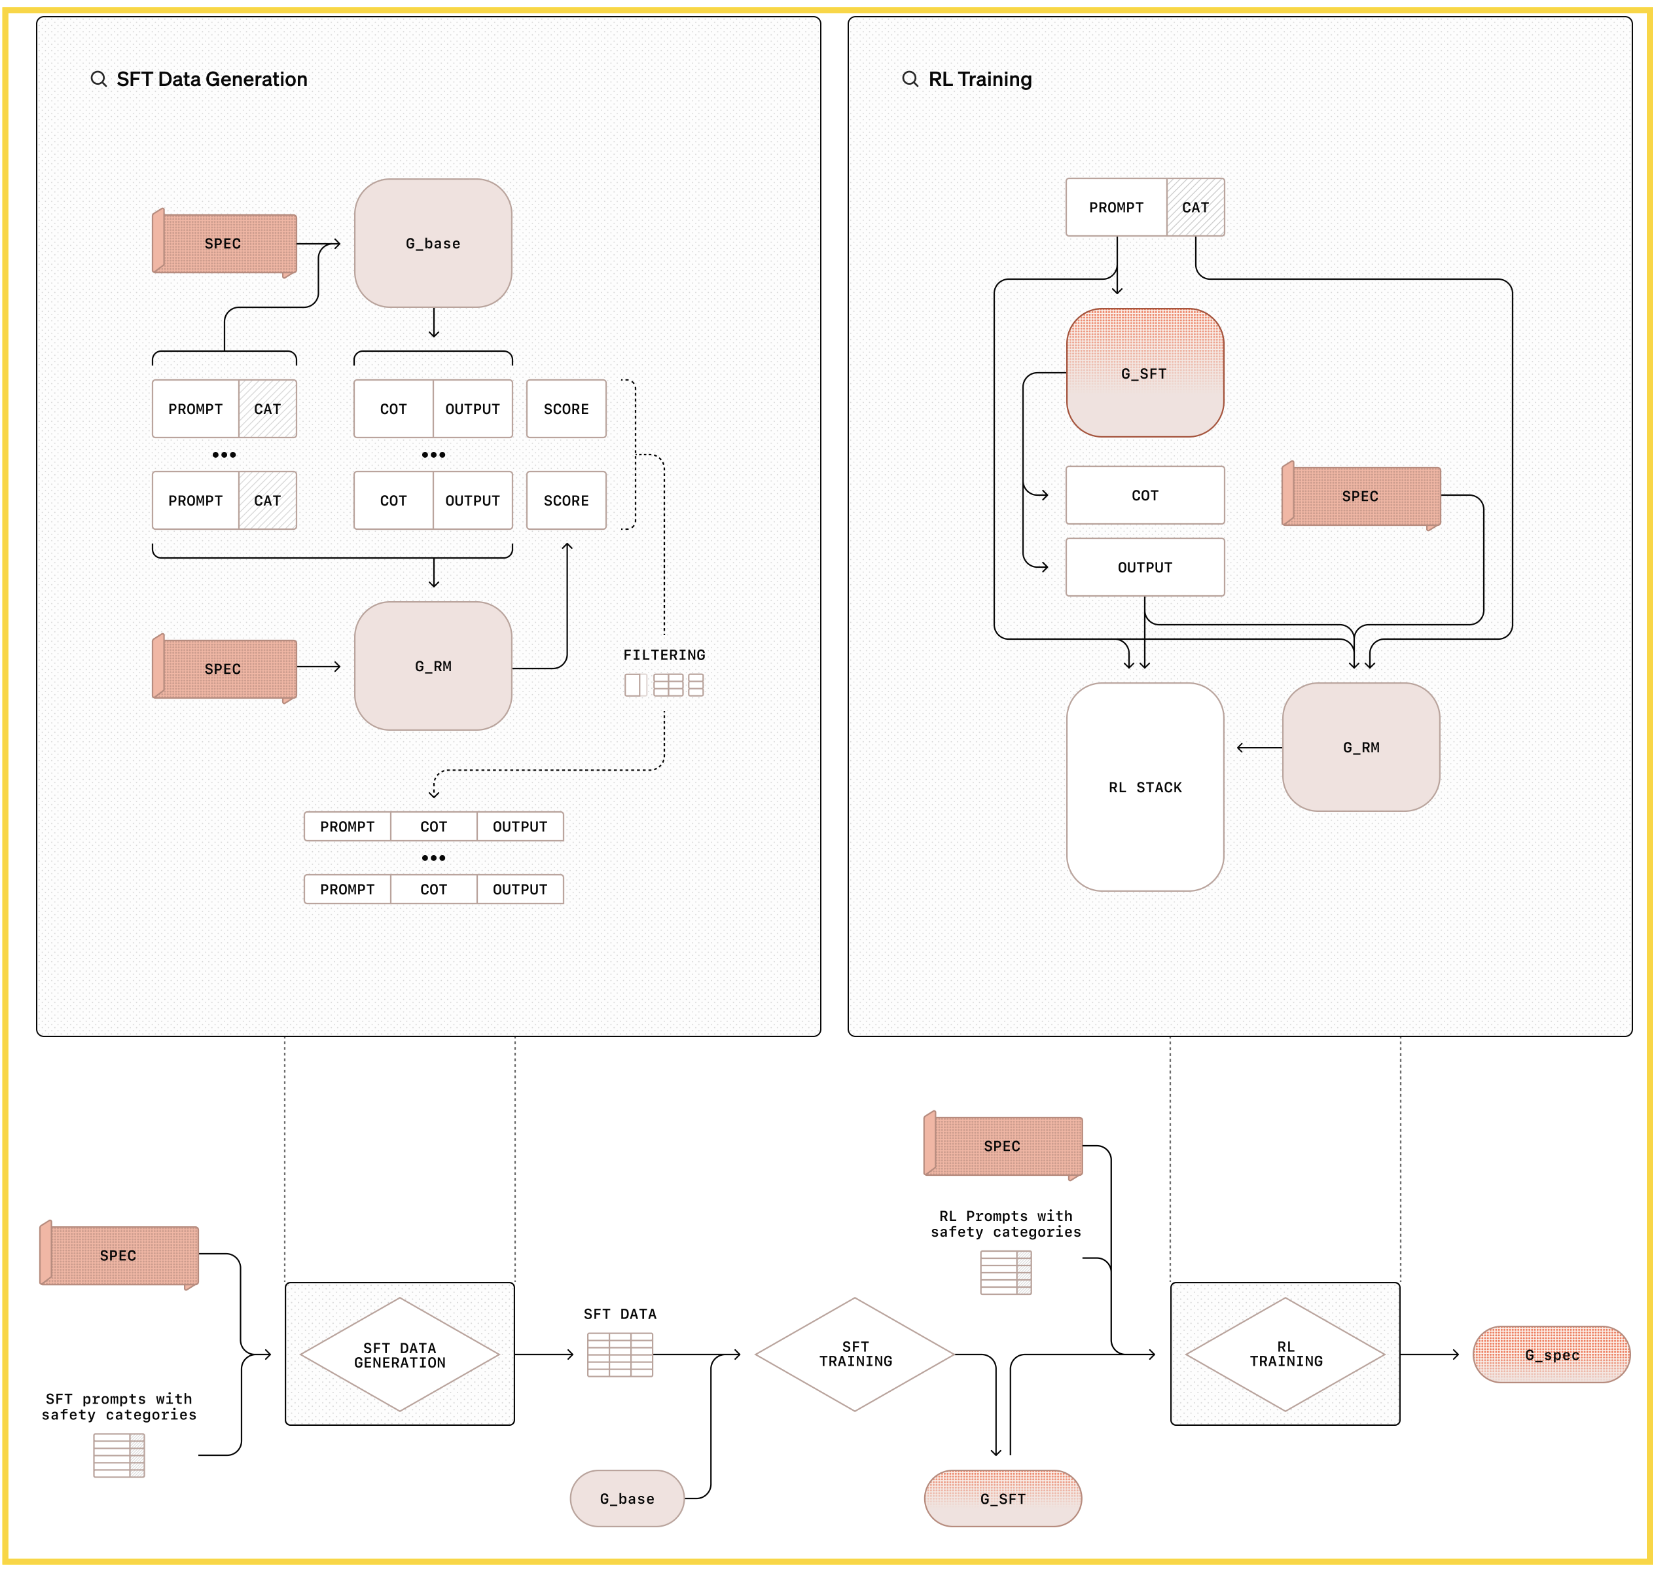 SFT Data Generation
SPEC
G_base
PROMPT CAT
COT OUTPUT
SCORE
PROMPT CAT
COT OUTPUT
SCORE
SPEC
G_RM
FILTERING
PROMPT COT OUTPUT
PROMPT COT OUTPUT
RL Training
PROMPT CAT
G_SFT
COT
SPEC
OUTPUT
RL STACK
G_RM
SPEC
SFT prompts with
safety categories
SFT DATA
GENERATION
SFT DATA
G_base
SFT
TRAINING
G_SFT
SPEC
RL Prompts with
safety categories
RL
TRAINING
G_spec